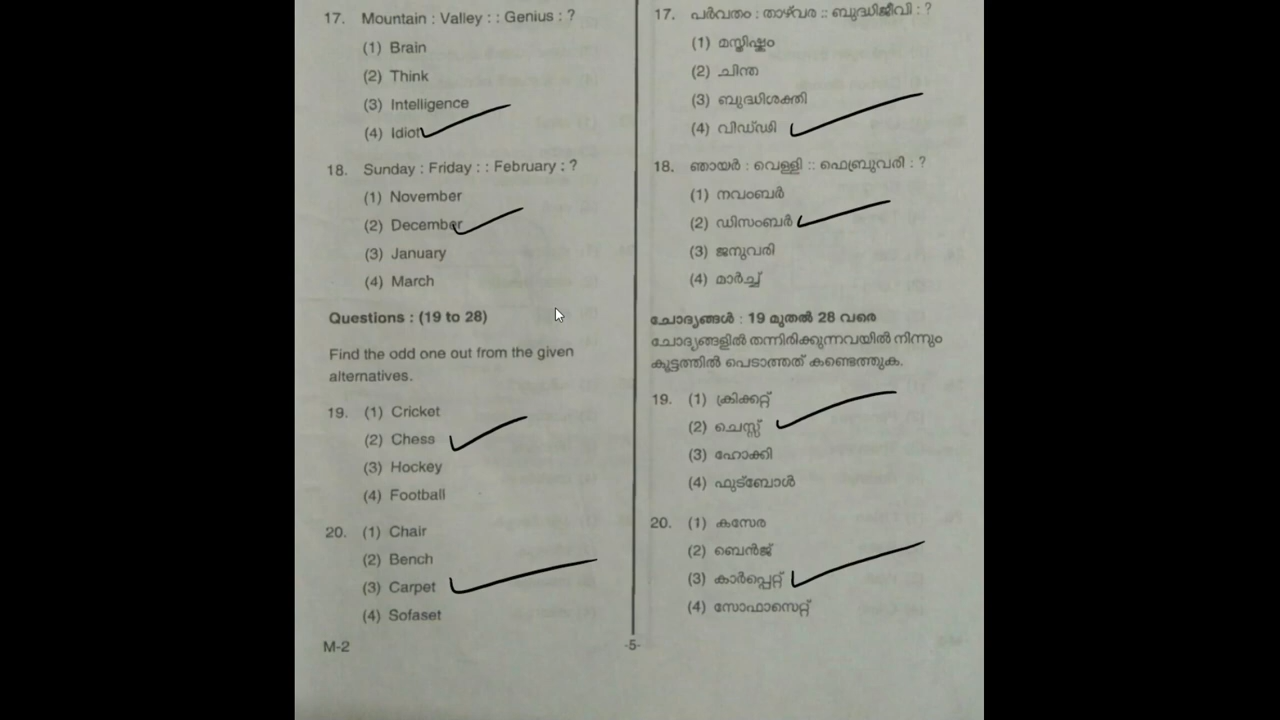 17. Mountain : Valley : : Genius : ?
(1) Brain
(2) Think
(3) Intelligence
(4) Idiot
18. Sunday : Friday : : February : ?
(1) November
(2) December
(3) January
(4) March
Questions : (19 to 28)
Find the odd one out from the given
alternatives.
19. (1) Cricket
(2) Chess
(3) Hockey
(4) Football
20. (1) Chair
(2) Bench
(3) Carpet
(4) Sofaset
M-2
17. പർവതം : താഴ്‌വര :: ബുദ്ധിജീവി : ?
(1) മസ്തിഷ്കം
(2) ചിന്ത
(3) ബുദ്ധിശക്തി
(4) വിഡ്ഢി
18. ഞായർ : വെള്ളി :: ഫെബ്രുവരി : ?
(1) നവംബർ
(2) ഡിസംബർ
(3) ജനുവരി
(4) മാർച്ച്
ചോദ്യങ്ങൾ : 19 മുതൽ 28 വരെ
ചോദ്യങ്ങളിൽ തന്നിരിക്കുന്നവയിൽ നിന്നും
കൂട്ടത്തിൽ പെടാത്തത് കണ്ടെത്തുക.
19. (1) ക്രിക്കറ്റ്
(2) ചെസ്സ്
(3) ഹോക്കി
(4) ഫുട്ബോൾ
20. (1) കസേര
(2) ബെൻജ്
(3) കാർപ്പെറ്റ്
(4) സോഫാസെറ്റ്
-5-